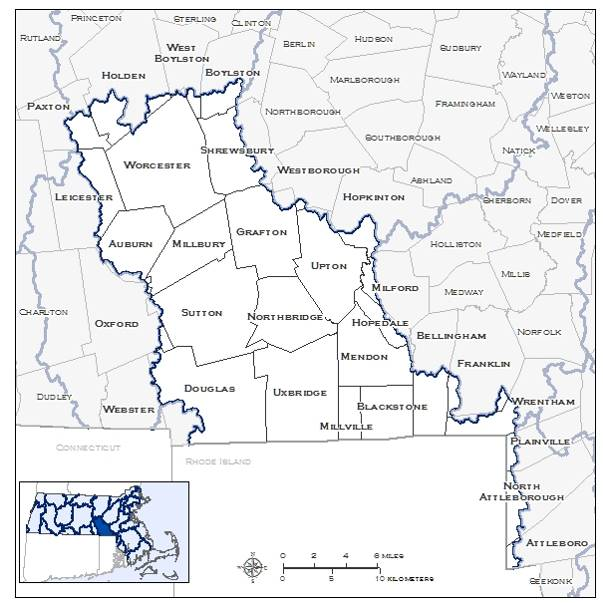 Princeton
Sterling
Clinton
Rutland
West
Boylston
Berlin
Hudson
Sudbury
Holden
Boylston
Marlborough
Wayland
Weston
Paxton
Northborough
Framingham
Wellesley
Southborough
Natick
Worcester
Shrewsbury
Westborough
Ashland
Leicester
Hopkinton
Sherborn
Dover
Auburn
Millbury
Grafton
Holliston
Medfield
Upton
Millis
Milford
Medway
Charlton
Oxford
Sutton
Northbridge
Hopedale
Bellingham
Norfolk
Mendon
Franklin
Dudley
Webster
Douglas
Uxbridge
Blackstone
Wrentham
Millville
Connecticut
Rhode Island
Plainville
North
Attleborough
Attleboro
Seekonk
N
W E
S
0 2 4 6 Miles
0 5 10 Kilometers